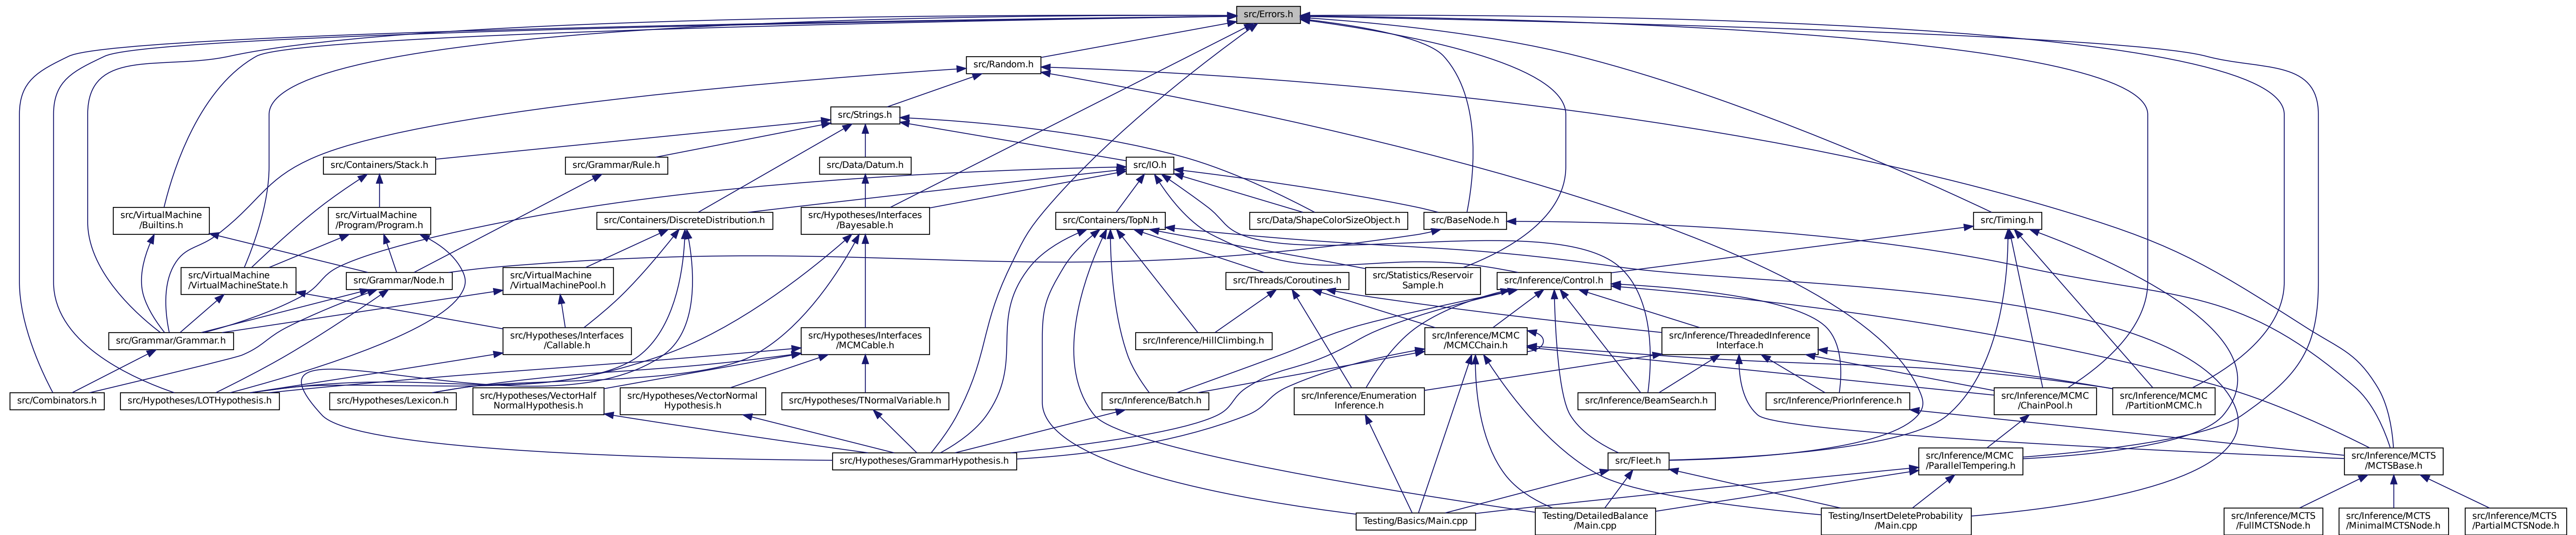 src/Errors.h
src/Random.h
src/Strings.h
src/Containers/Stack.h
src/Grammar/Rule.h
src/Data/Datum.h
src/IO.h
src/VirtualMachine
/Builtins.h
src/VirtualMachine
/Program/Program.h
src/Containers/DiscreteDistribution.h
src/Hypotheses/Interfaces
/Bayesable.h
src/Containers/TopN.h
src/Data/ShapeColorSizeObject.h
src/BaseNode.h
src/Timing.h
src/VirtualMachine
/VirtualMachineState.h
src/Grammar/Node.h
src/VirtualMachine
/VirtualMachinePool.h
src/Threads/Coroutines.h
src/Statistics/Reservoir
Sample.h
src/Inference/Control.h
src/Grammar/Grammar.h
src/Hypotheses/Interfaces
/Callable.h
src/Hypotheses/Interfaces
/MCMCable.h
src/Inference/HillClimbing.h
src/Inference/MCMC
/MCMCChain.h
src/Inference/ThreadedInference
Interface.h
src/Combinators.h
src/Hypotheses/LOTHypothesis.h
src/Hypotheses/Lexicon.h
src/Hypotheses/VectorHalf
NormalHypothesis.h
src/Hypotheses/VectorNormal
Hypothesis.h
src/Hypotheses/TNormalVariable.h
src/Inference/Batch.h
src/Inference/Enumeration
Inference.h
src/Inference/BeamSearch.h
src/Inference/PriorInference.h
src/Inference/MCMC
/ChainPool.h
src/Inference/MCMC
/PartitionMCMC.h
src/Hypotheses/GrammarHypothesis.h
src/Fleet.h
src/Inference/MCMC
/ParallelTempering.h
src/Inference/MCTS
/MCTSBase.h
Testing/Basics/Main.cpp
Testing/DetailedBalance
/Main.cpp
Testing/InsertDeleteProbability
/Main.cpp
src/Inference/MCTS
/FullMCTSNode.h
src/Inference/MCTS
/MinimalMCTSNode.h
src/Inference/MCTS
/PartialMCTSNode.h